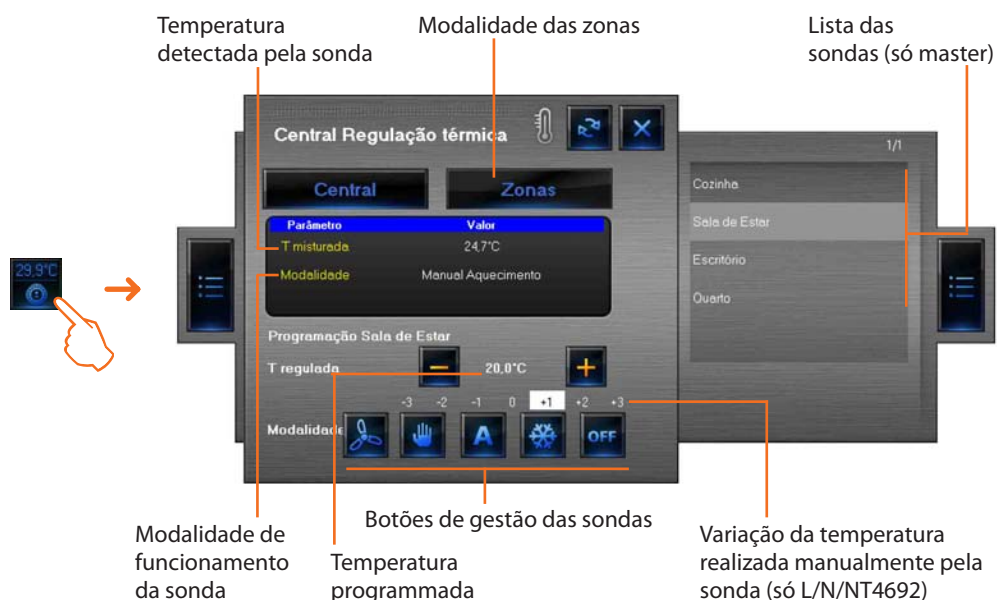 Temperatura
detectada pela sonda
Modalidade das zonas
Lista das
sondas (só master)
Central Regulação térmica
1/1
Central
Zonas
Cozinha
Parâmetro Valor
Sala de Estar
T misturada 24,7°C
Escritório
29,9°C
Modalidade Manual Aquecimento
Quarto
Programação Sala de Estar
T regulada 20,0°C
-3 -2 -1 0 +1 +2 +3
Modalidade
A
OFF
Botões de gestão das sondas
Modalidade de
funcionamento
da sonda
Temperatura
programmada
Variação da temperatura
realizada manualmente pela
sonda (só L/N/NT4692)